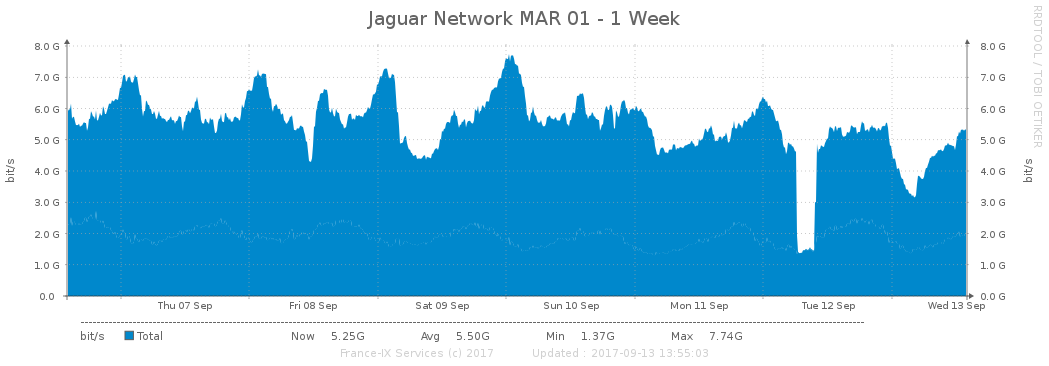 Jaguar Network MAR 01 - 1 Week
RRDTOOL / TOBI OETIKER
bit/s
8.0 G 8.0 G
7.0 G 7.0 G
6.0 G 6.0 G
5.0 G 5.0 G
4.0 G 4.0 G
3.0 G 3.0 G
2.0 G 2.0 G
1.0 G 1.0 G
0.0 0.0 G
bit/s
Thu 07 Sep Fri 08 Sep Sat 09 Sep Sun 10 Sep Mon 11 Sep Tue 12 Sep Wed 13 Sep
bit/s Total Now 5.25G Avg 5.50G Min 1.37G Max 7.74G
France-IX Services (c) 2017 Updated : 2017-09-13 13:55:03